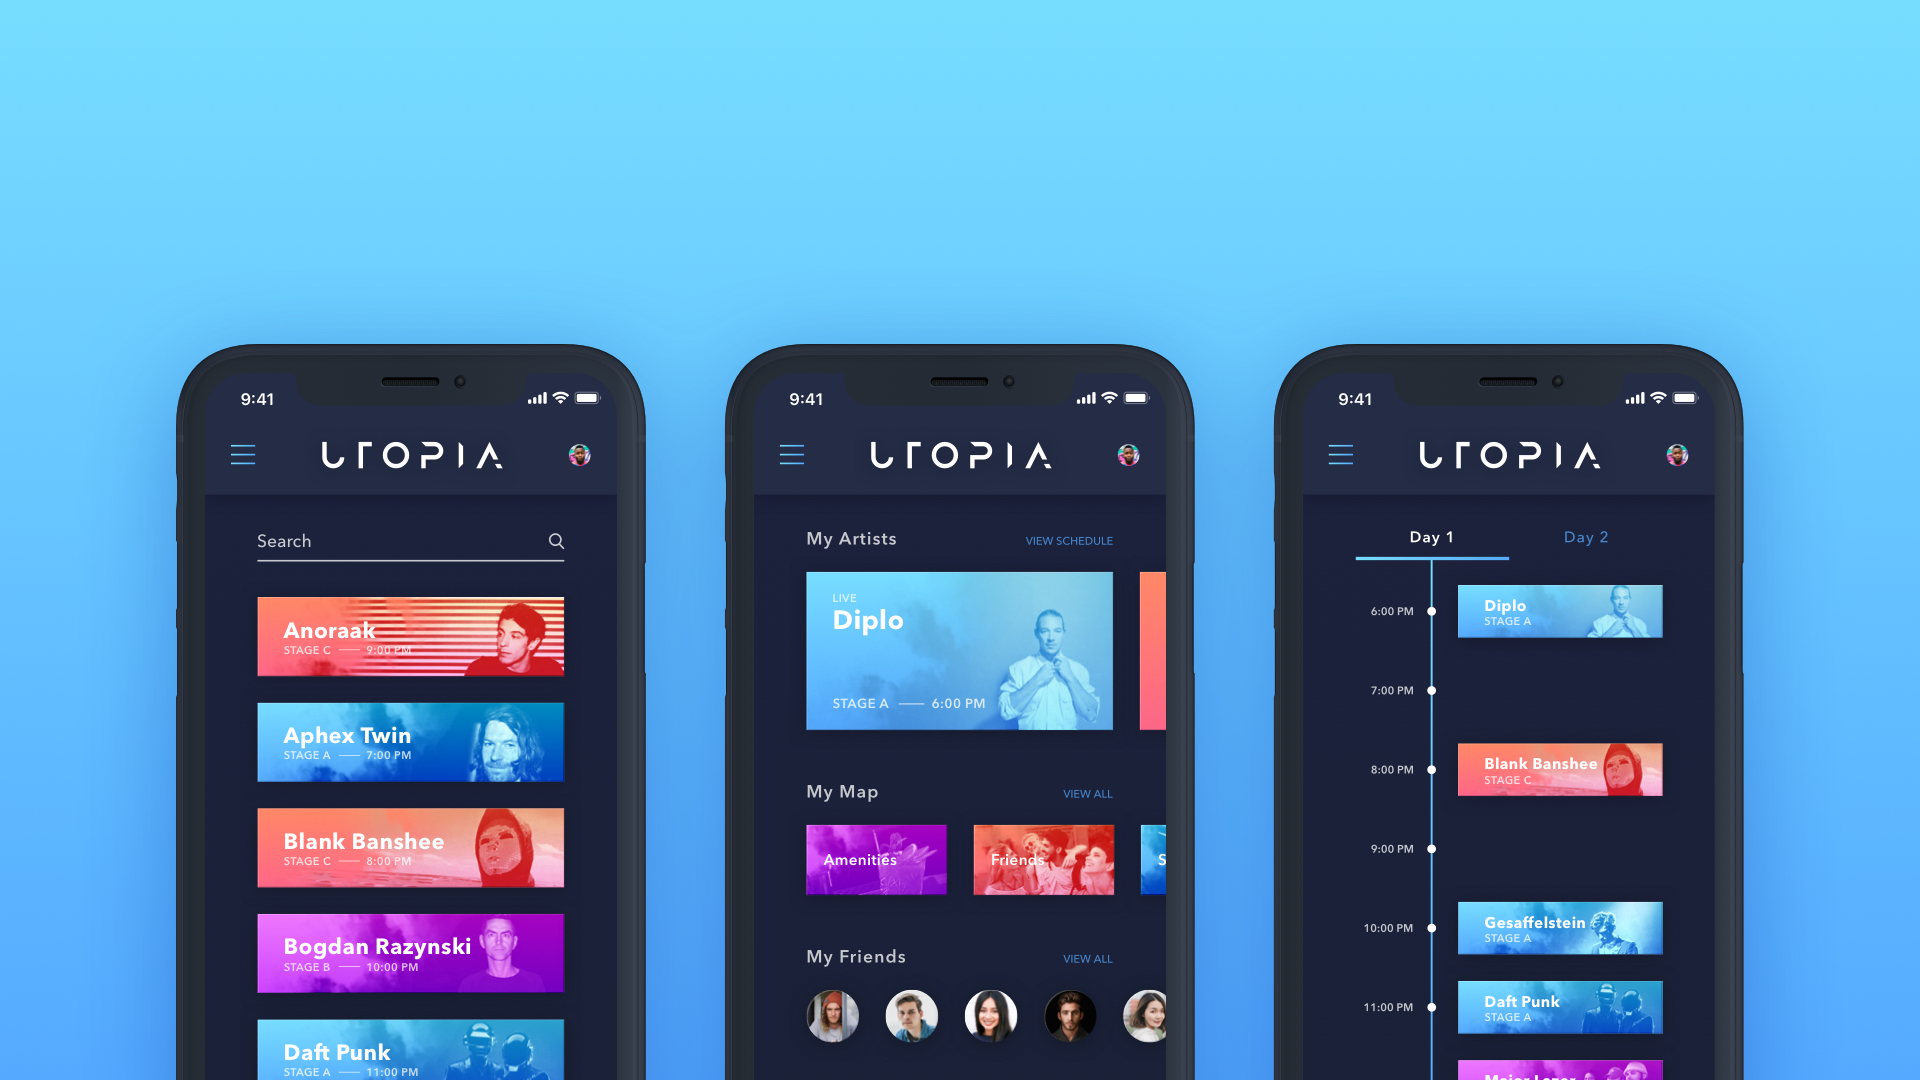 9:41
UTOPIA
Search
Anoraak
STAGE C 9:00 PM
Aphex Twin
STAGE A 7:00 PM
Blank Banshee
STAGE C 8:00 PM
Bogdan Razynski
STAGE B 10:00 PM
Daft Punk
STAGE A 11:00 PM
9:41
UTOPIA
My Artists VIEW SCHEDULE
LIVE
Diplo
STAGE A 6:00 PM
My Map VIEW ALL
Amenities Friends S
My Friends VIEW ALL
9:41
UTOPIA
Day 1 Day 2
6:00 PM Diplo
STAGE A
7:00 PM
8:00 PM Blank Banshee
STAGE C
9:00 PM
10:00 PM Gesaffelstein
STAGE A
11:00 PM Daft Punk
STAGE A
Major Lazer